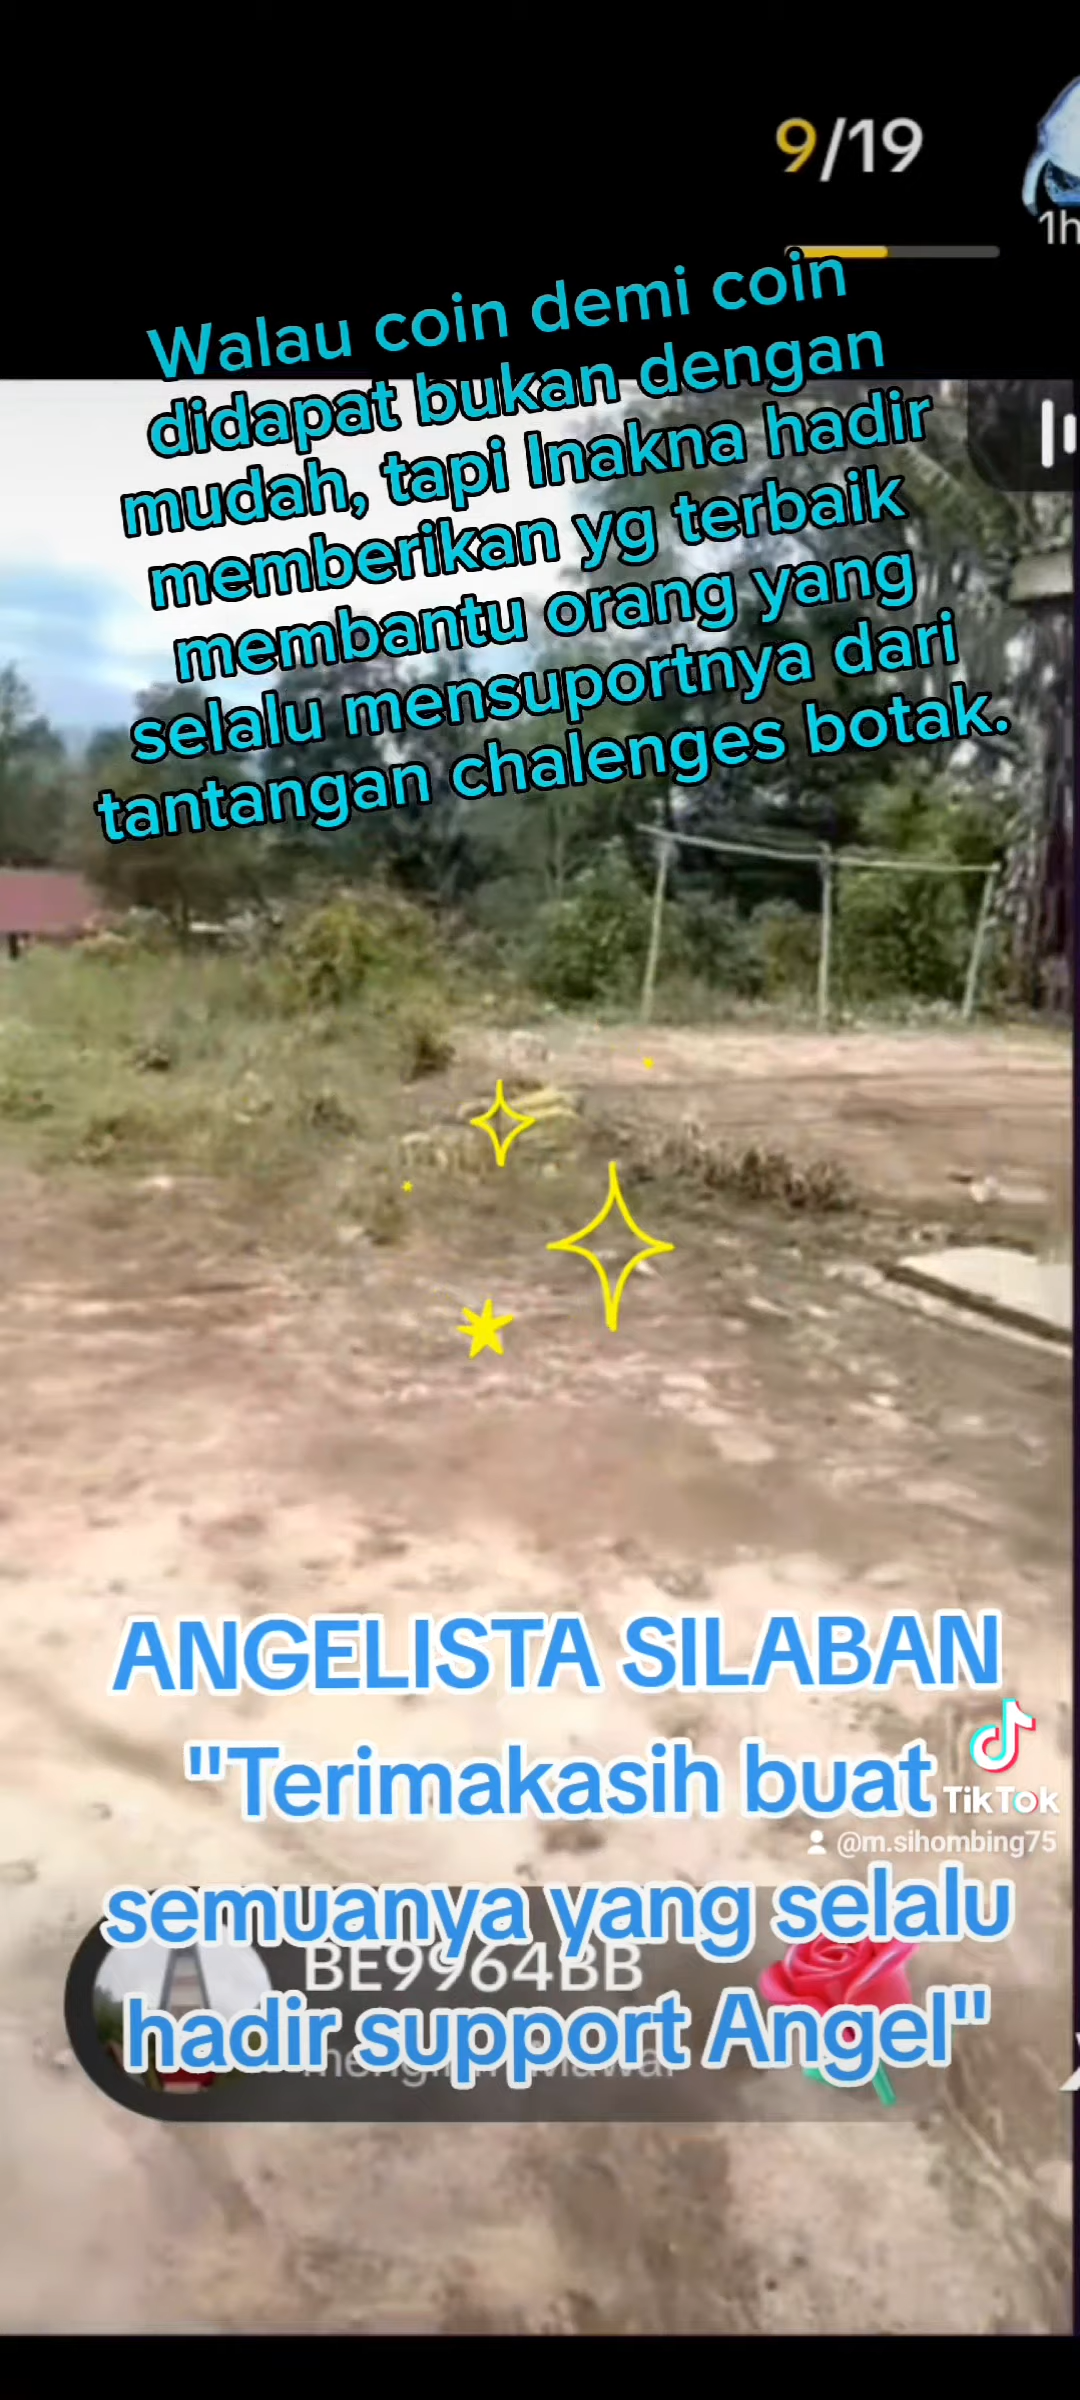 9/19
1h
Walau coin demi coin
didapat bukan dengan
mudah, tapi Inakna hadir
memberikan yg terbaik
membantu orang yang
selalu mensuportnya dari
tantangan chalenges botak.
ANGELISTA SILABAN
"Terimakasih buat
TikTok
@m.sihombing75
semuanya yang selalu
BE9964BB
hadir support Angel"